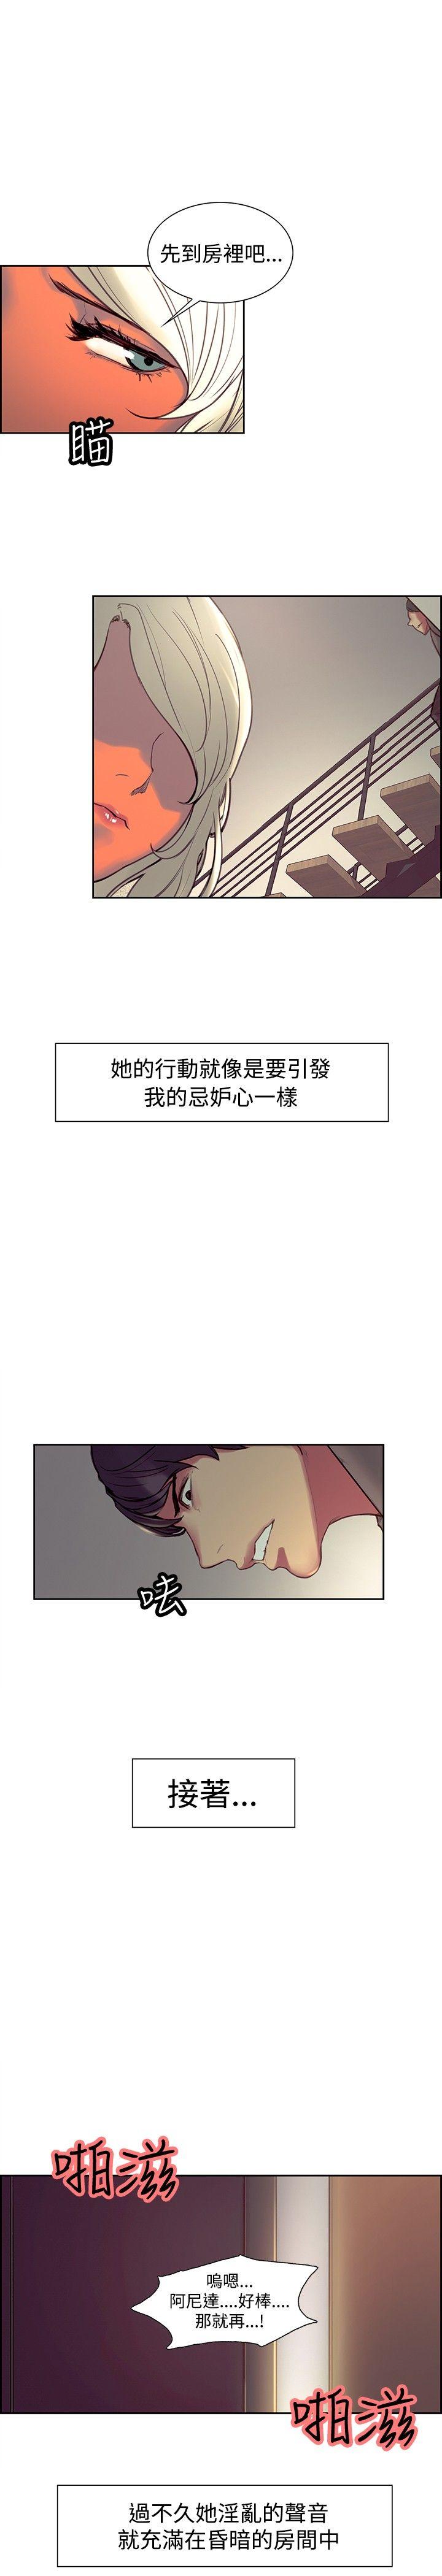 先到房裡吧...
瞄
她的行動就像是要引發
我的忌妒心一樣
呿
接著...
啪滋
嗚嗯...
阿尼達....好棒....
那就再...!
啪滋
過不久她淫亂的聲音
就充滿在昏暗的房間中